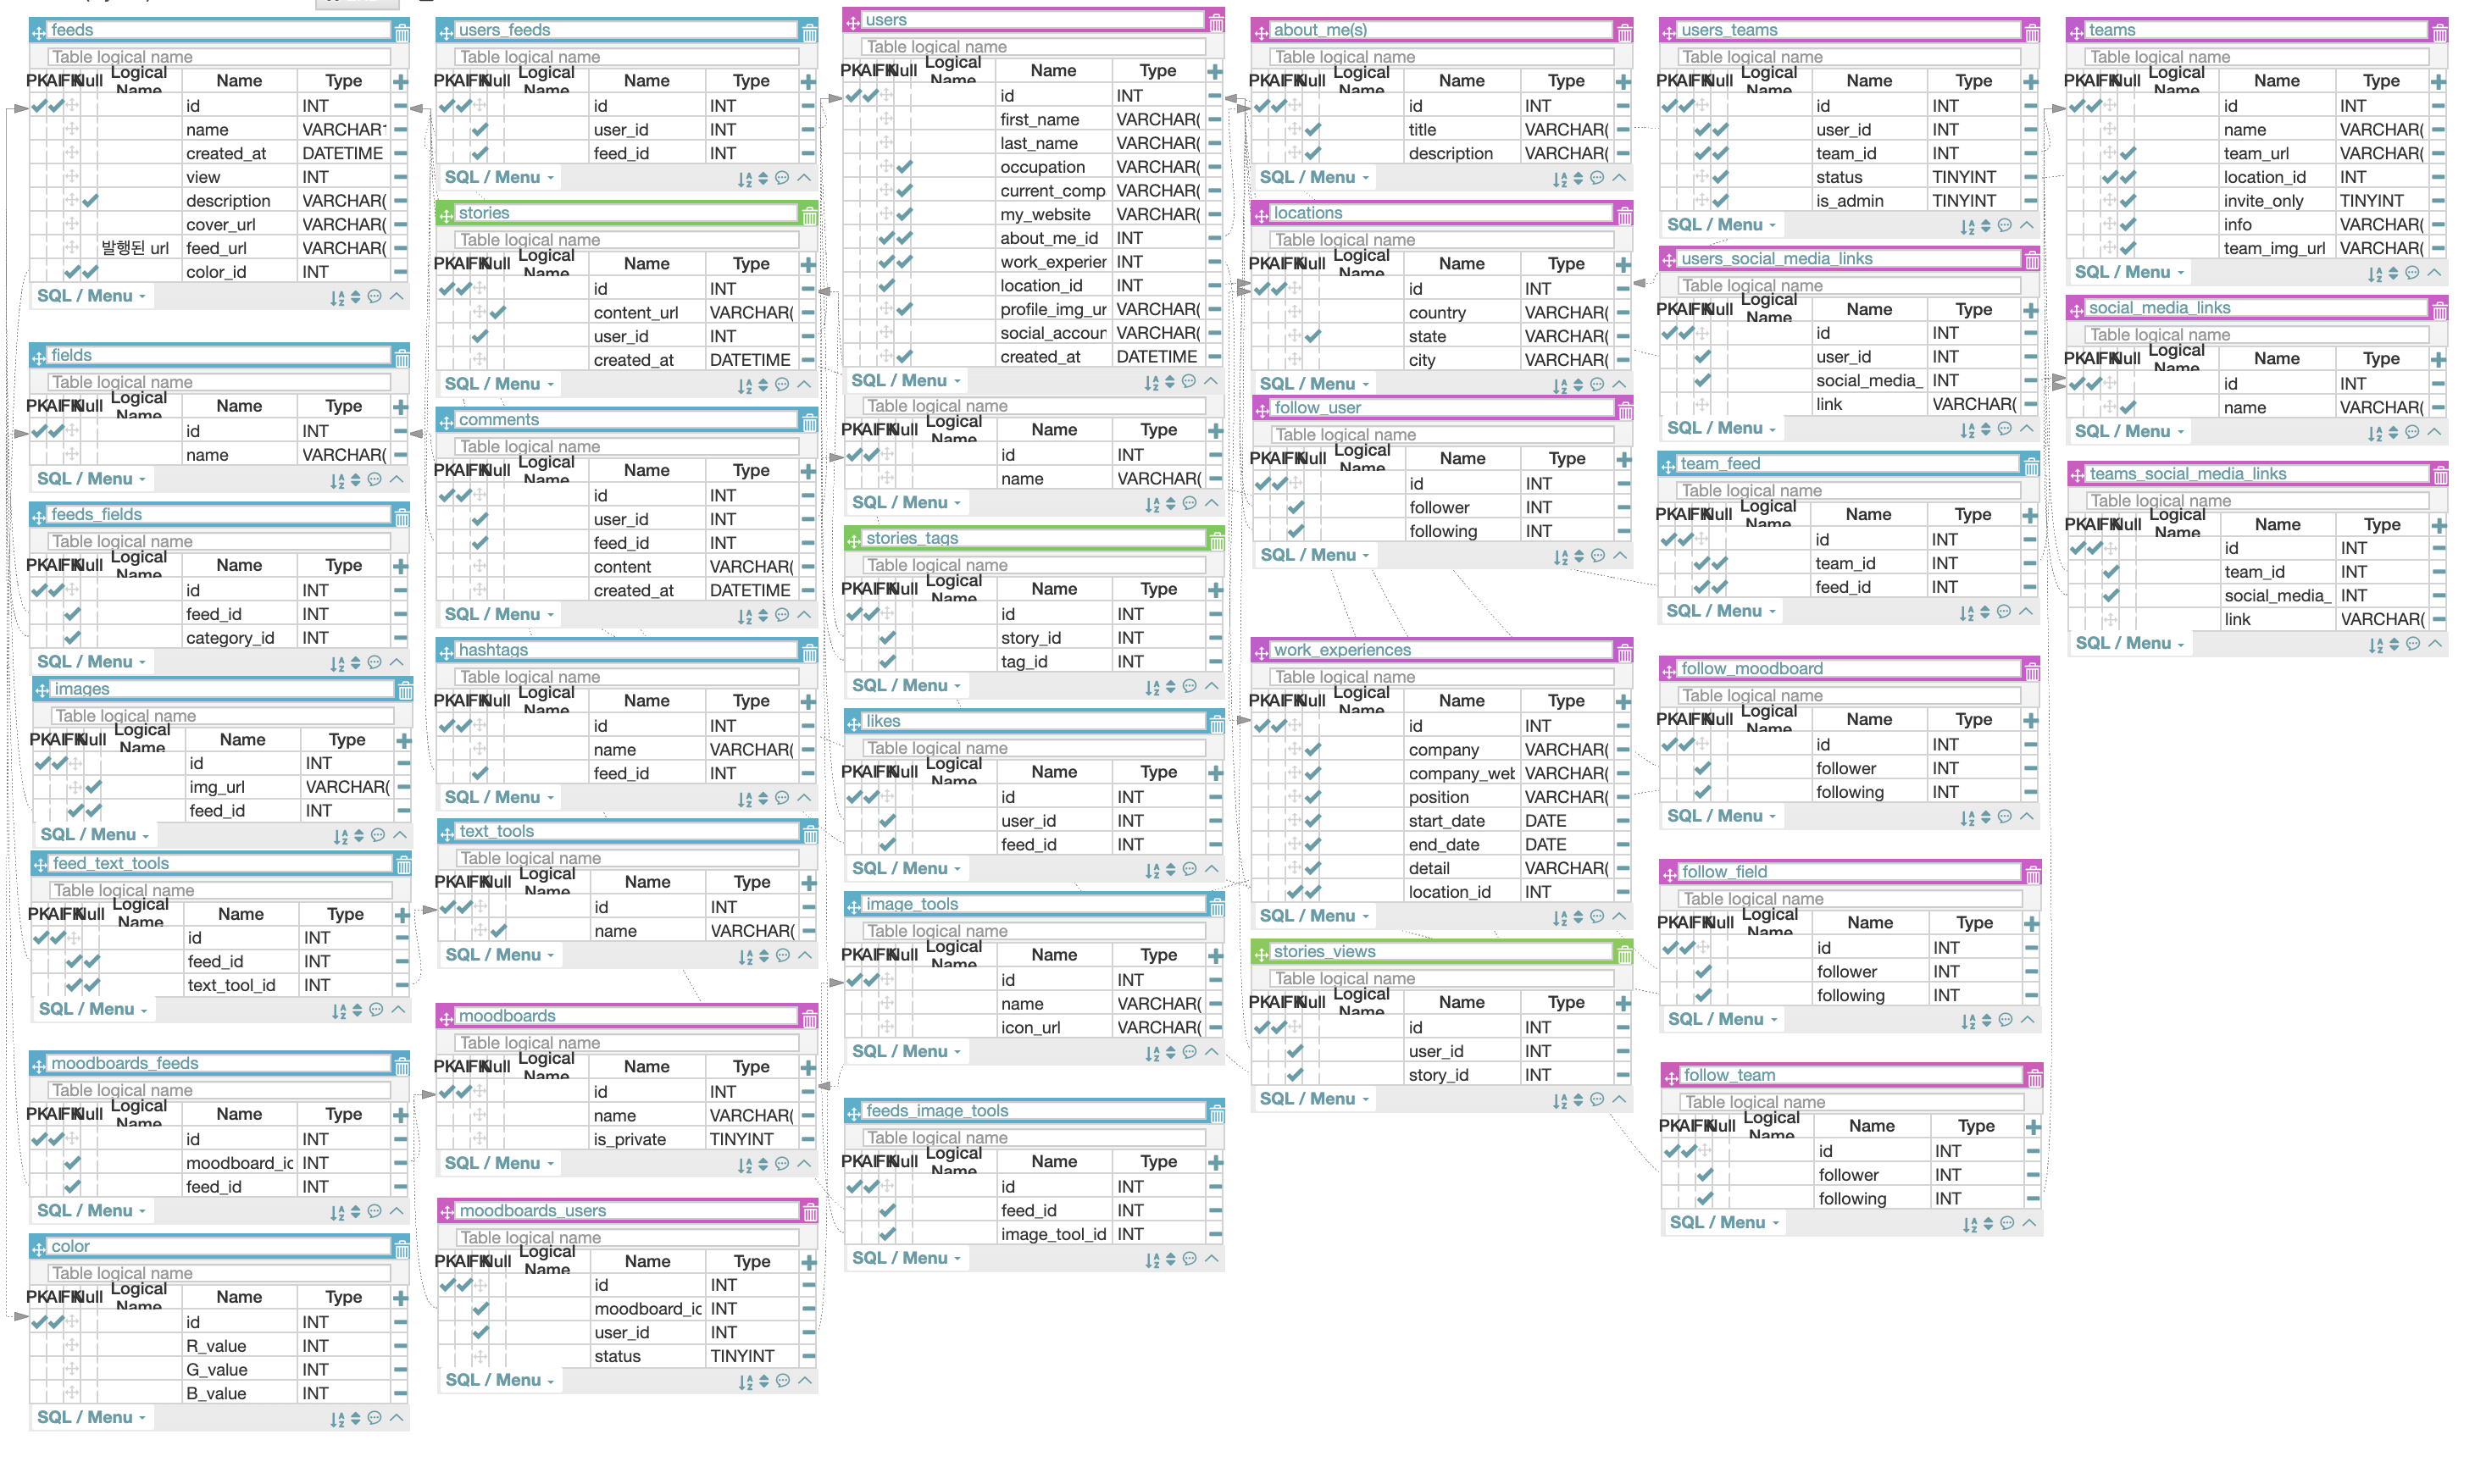 feeds
Table logical name
PK AI FK Null Logical Name Name Type
id INT
name VARCHAR
created_at DATETIME
view INT
description VARCHAR(
cover_url VARCHAR(
발행된 url feed_url VARCHAR(
color_id INT
SQL / Menu
fields
Table logical name
PK AI FK Null Logical Name Name Type
id INT
name VARCHAR(
SQL / Menu
feeds_fields
Table logical name
PK AI FK Null Logical Name Name Type
id INT
feed_id INT
category_id INT
SQL / Menu
images
Table logical name
PK AI FK Null Logical Name Name Type
id INT
img_url VARCHAR(
feed_id INT
SQL / Menu
feed_text_tools
Table logical name
PK AI FK Null Logical Name Name Type
id INT
feed_id INT
text_tool_id INT
SQL / Menu
moodboards_feeds
Table logical name
PK AI FK Null Logical Name Name Type
id INT
moodboard_ic INT
feed_id INT
SQL / Menu
color
Table logical name
PK AI FK Null Logical Name Name Type
id INT
R_value INT
G_value INT
B_value INT
SQL / Menu
users_feeds
Table logical name
PK AI FK Null Logical Name Name Type
id INT
user_id INT
feed_id INT
SQL / Menu
stories
Table logical name
PK AI FK Null Logical Name Name Type
id INT
content_url VARCHAR(
user_id INT
created_at DATETIME
SQL / Menu
comments
Table logical name
PK AI FK Null Logical Name Name Type
id INT
user_id INT
feed_id INT
content VARCHAR(
created_at DATETIME
SQL / Menu
hashtags
Table logical name
PK AI FK Null Logical Name Name Type
id INT
name VARCHAR(
feed_id INT
SQL / Menu
text_tools
Table logical name
PK AI FK Null Logical Name Name Type
id INT
name VARCHAR(
SQL / Menu
moodboards
Table logical name
PK AI FK Null Logical Name Name Type
id INT
name VARCHAR(
is_private TINYINT
SQL / Menu
moodboards_users
Table logical name
PK AI FK Null Logical Name Name Type
id INT
moodboard_ic INT
user_id INT
status TINYINT
SQL / Menu
users
Table logical name
PK AI FK Null Logical Name Name Type
id INT
first_name VARCHAR(
last_name VARCHAR(
occupation VARCHAR(
current_comp VARCHAR(
my_website VARCHAR(
about_me_id INT
work_experier INT
location_id INT
profile_img_ur VARCHAR(
social_accour VARCHAR(
created_at DATETIME
SQL / Menu
Table logical name
PK AI FK Null Logical Name Name Type
id INT
name VARCHAR(
SQL / Menu
stories_tags
Table logical name
PK AI FK Null Logical Name Name Type
id INT
story_id INT
tag_id INT
SQL / Menu
likes
Table logical name
PK AI FK Null Logical Name Name Type
id INT
user_id INT
feed_id INT
SQL / Menu
image_tools
Table logical name
PK AI FK Null Logical Name Name Type
id INT
name VARCHAR(
icon_url VARCHAR(
SQL / Menu
feeds_image_tools
Table logical name
PK AI FK Null Logical Name Name Type
id INT
feed_id INT
image_tool_id INT
SQL / Menu
about_me(s)
Table logical name
PK AI FK Null Logical Name Name Type
id INT
title VARCHAR(
description VARCHAR(
SQL / Menu
locations
Table logical name
PK AI FK Null Logical Name Name Type
id INT
country VARCHAR(
state VARCHAR(
city VARCHAR(
SQL / Menu
follow_user
Table logical name
PK AI FK Null Logical Name Name Type
id INT
follower INT
following INT
SQL / Menu
work_experiences
Table logical name
PK AI FK Null Logical Name Name Type
id INT
company VARCHAR(
company_wet VARCHAR(
position VARCHAR(
start_date DATE
end_date DATE
detail VARCHAR(
location_id INT
SQL / Menu
stories_views
Table logical name
PK AI FK Null Logical Name Name Type
id INT
user_id INT
story_id INT
SQL / Menu
users_teams
Table logical name
PK AI FK Null Logical Name Name Type
id INT
user_id INT
team_id INT
status TINYINT
is_admin TINYINT
SQL / Menu
users_social_media_links
Table logical name
PK AI FK Null Logical Name Name Type
id INT
user_id INT
social_media_ INT
link VARCHAR(
SQL / Menu
team_feed
Table logical name
PK AI FK Null Logical Name Name Type
id INT
team_id INT
feed_id INT
SQL / Menu
follow_moodboard
Table logical name
PK AI FK Null Logical Name Name Type
id INT
follower INT
following INT
SQL / Menu
follow_field
Table logical name
PK AI FK Null Logical Name Name Type
id INT
follower INT
following INT
SQL / Menu
follow_team
Table logical name
PK AI FK Null Logical Name Name Type
id INT
follower INT
following INT
SQL / Menu
teams
Table logical name
PK AI FK Null Logical Name Name Type
id INT
name VARCHAR(
team_url VARCHAR(
location_id INT
invite_only TINYINT
info VARCHAR(
team_img_url VARCHAR(
SQL / Menu
social_media_links
Table logical name
PK AI FK Null Logical Name Name Type
id INT
name VARCHAR(
SQL / Menu
teams_social_media_links
Table logical name
PK AI FK Null Logical Name Name Type
id INT
team_id INT
social_media_ INT
link VARCHAR(
SQL / Menu